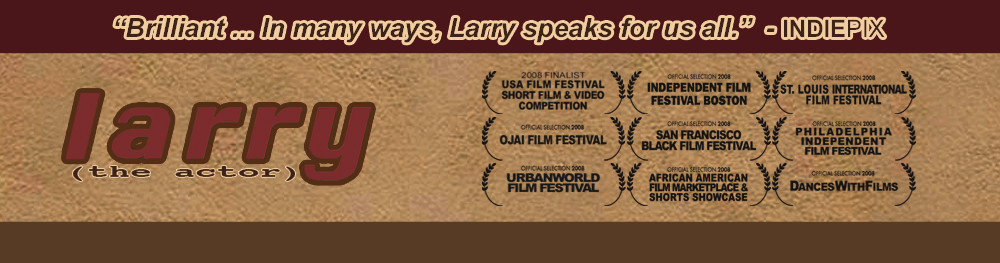 “Brilliant ... In many ways, Larry speaks for us all.” - INDIEPIX
larry
(the actor)
2008 FINALIST
USA FILM FESTIVAL
SHORT FILM & VIDEO
COMPETITION
OFFICIAL SELECTION 2008
INDEPENDENT FILM
FESTIVAL BOSTON
OFFICIAL SELECTION 2008
ST. LOUIS INTERNATIONAL
FILM FESTIVAL
OFFICIAL SELECTION 2008
OJAI FILM FESTIVAL
OFFICIAL SELECTION 2008
SAN FRANCISCO
BLACK FILM FESTIVAL
OFFICIAL SELECTION 2008
PHILADELPHIA
INDEPENDENT
FILM FESTIVAL
OFFICIAL SELECTION 2008
URBANWORLD
FILM FESTIVAL
OFFICIAL SELECTION 2008
AFRICAN AMERICAN
FILM MARKETPLACE &
SHORTS SHOWCASE
OFFICIAL SELECTION 2008
DANCESWITHFILMS